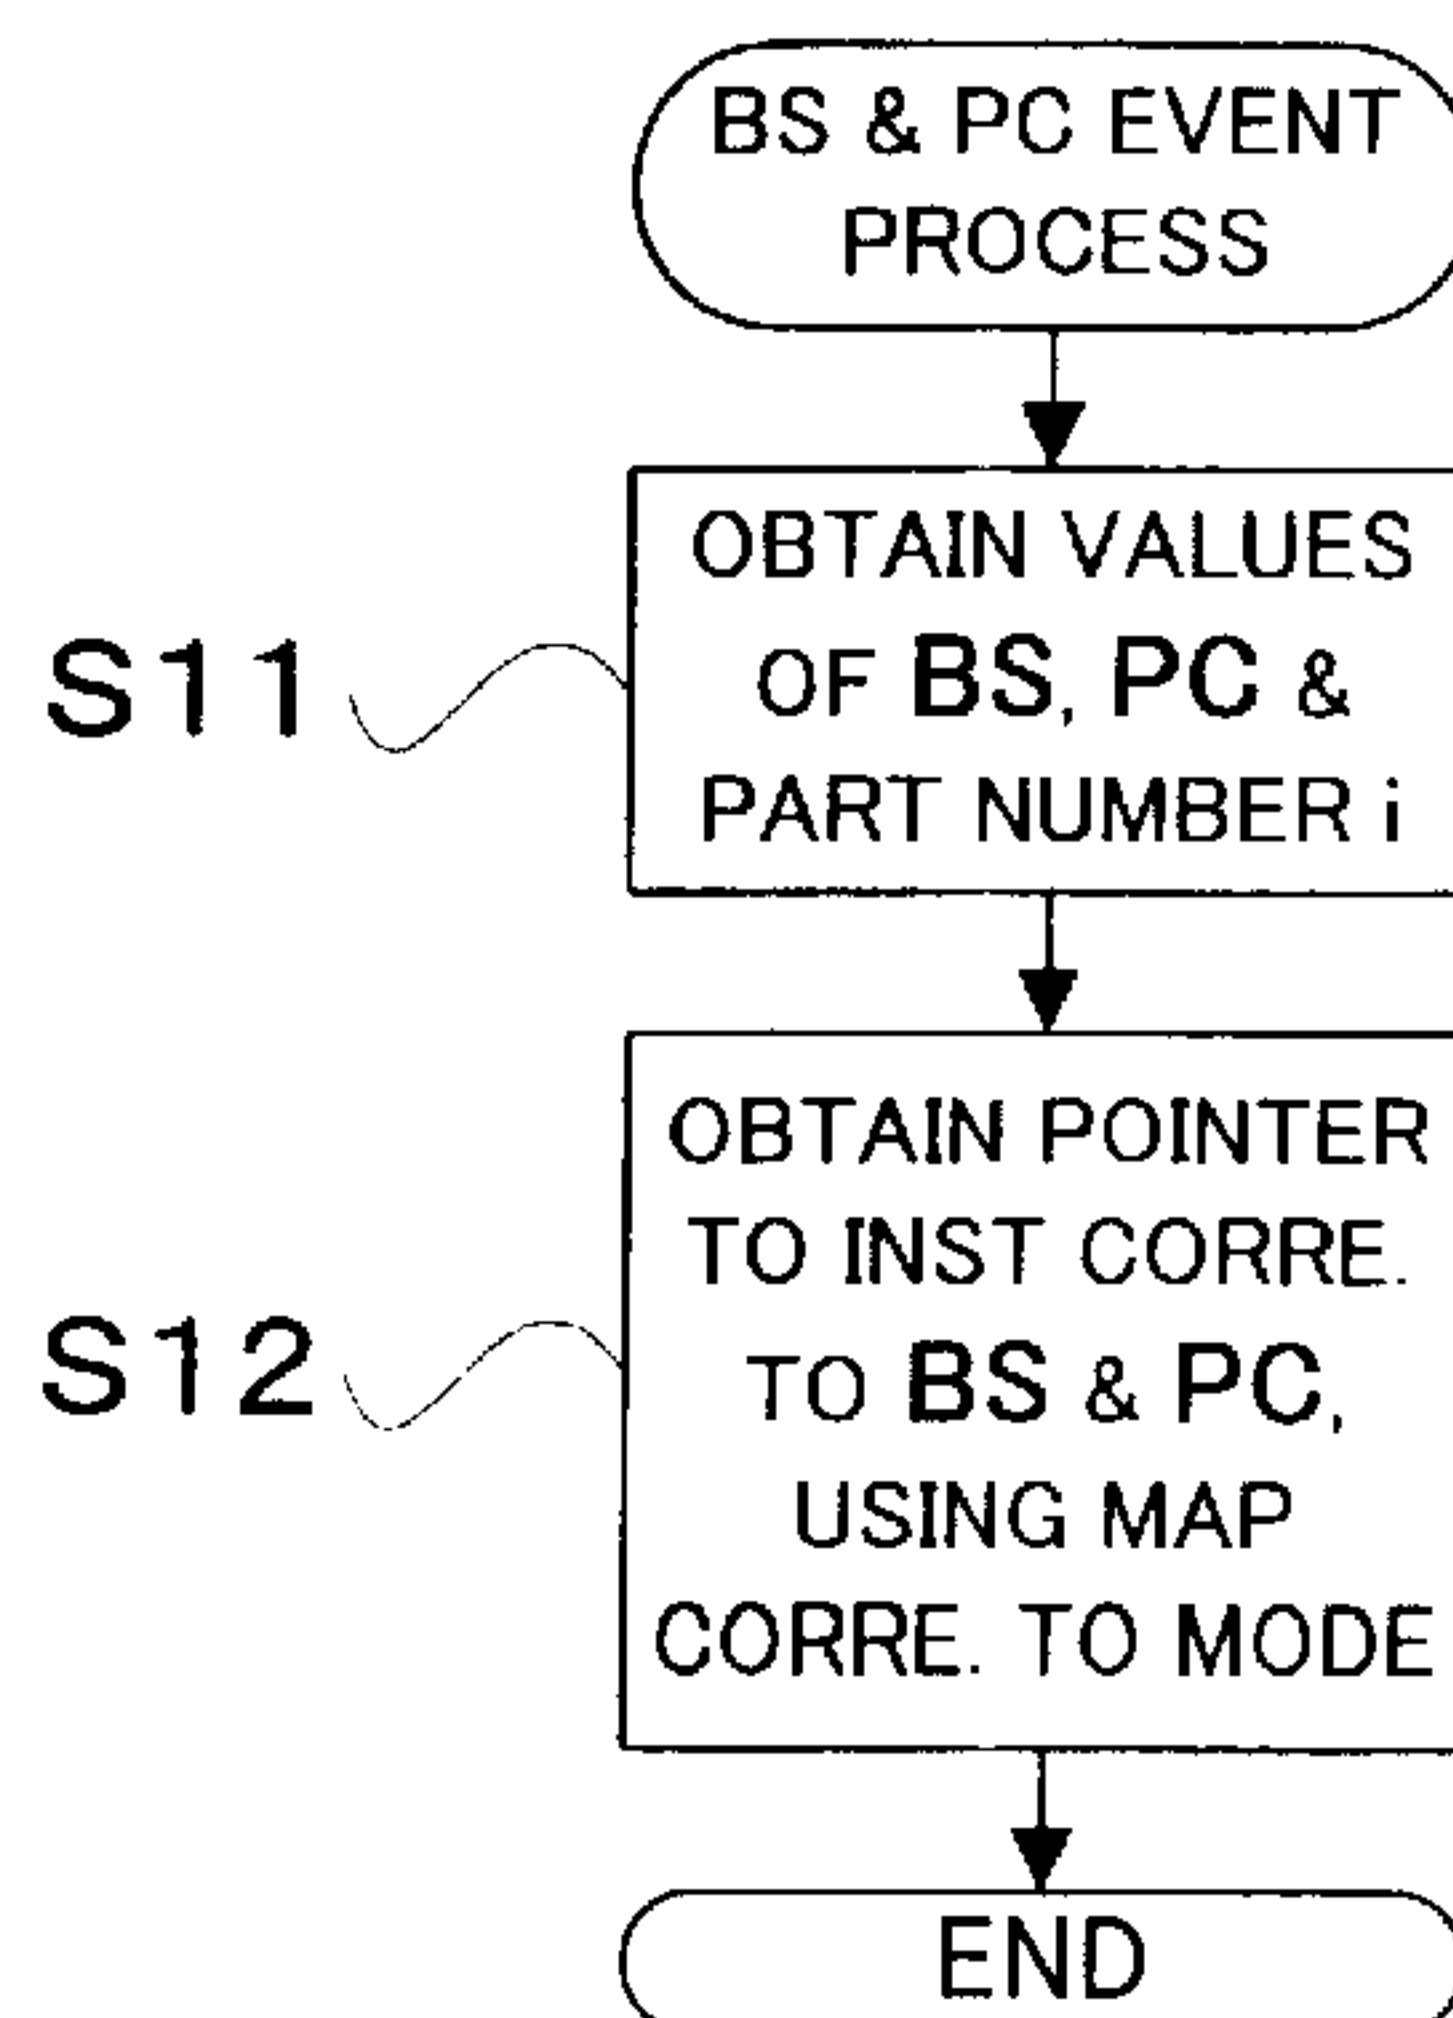 BS & PC EVENT
PROCESS
S11
OBTAIN VALUES
OF BS, PC &
PART NUMBER i
S12
OBTAIN POINTER
TO INST CORRE.
TO BS & PC,
USING MAP
CORRE. TO MODE
END